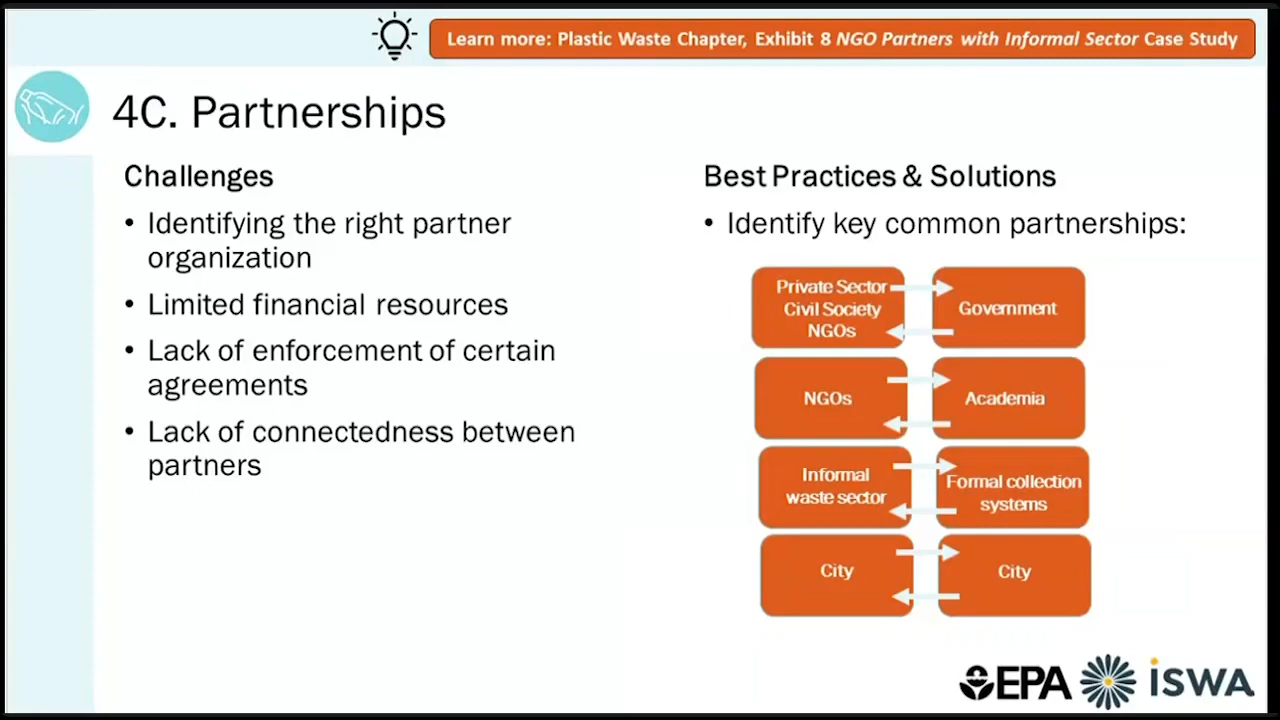 Learn more: Plastic Waste Chapter, Exhibit 8 NGO Partners with Informal Sector Case Study
4C. Partnerships
Challenges
• Identifying the right partner
organization
• Limited financial resources
• Lack of enforcement of certain
agreements
• Lack of connectedness between
partners
Best Practices & Solutions
• Identify key common partnerships:
Private Sector
Civil Society
NGOs
Government
NGOs
Academia
Informal
waste sector
Formal collection
systems
City
City
EPA
iSWA